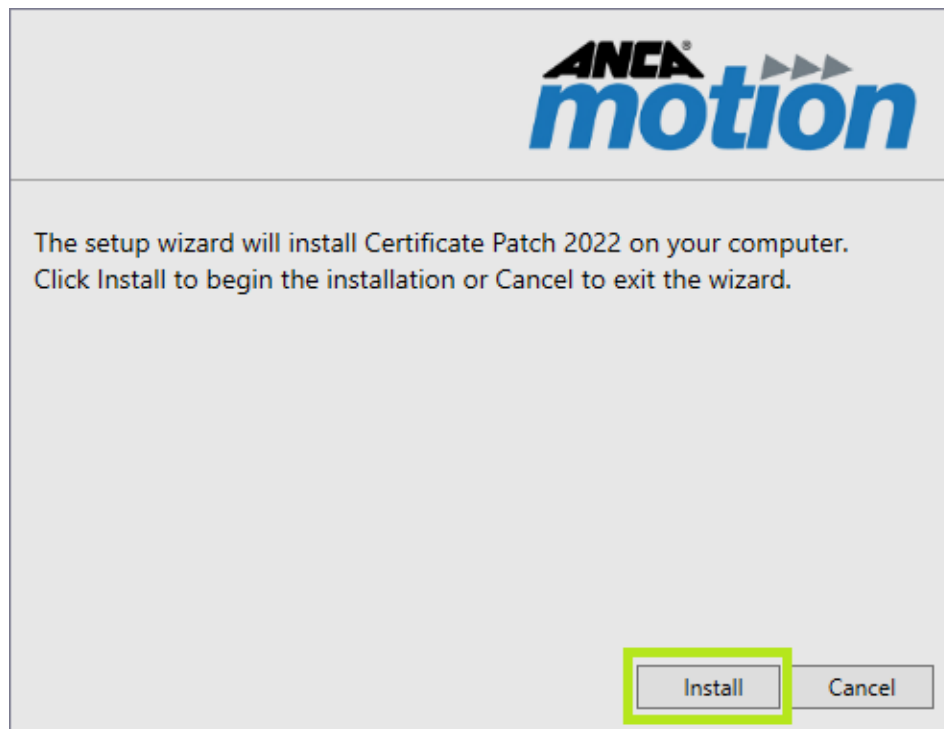 ANCA®
motion
The setup wizard will install Certificate Patch 2022 on your computer.
Click Install to begin the installation or Cancel to exit the wizard.
Install Cancel